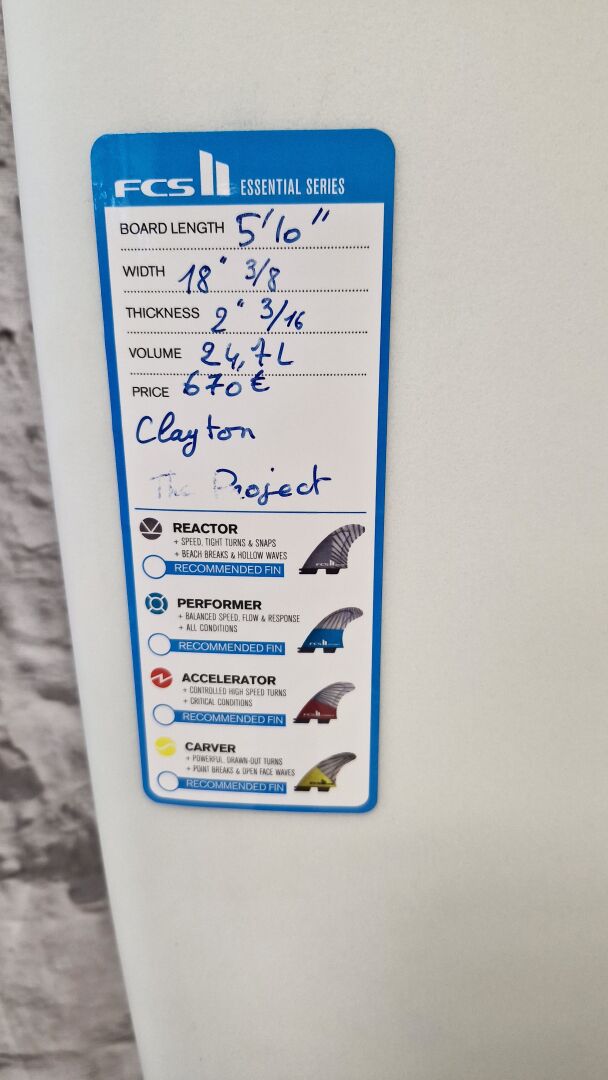 FCS II ESSENTIAL SERIES
BOARD LENGTH 5'10"
WIDTH 18" 3/8
THICKNESS 2" 3/16
VOLUME 24,7L
PRICE 670€
Clayton
The Project
REACTOR
+ SPEED, TIGHT TURNS & SNAPS
+ BEACH BREAKS & HOLLOW WAVES
RECOMMENDED FIN
PERFORMER
+ BALANCED SPEED, FLOW & RESPONSE
+ ALL CONDITIONS
RECOMMENDED FIN
ACCELERATOR
+ CONTROLLED HIGH SPEED TURNS
+ CRITICAL CONDITIONS
RECOMMENDED FIN
CARVER
+ POWERFUL, DRAWN-OUT TURNS
+ POINT BREAKS & OPEN FACE WAVES
RECOMMENDED FIN